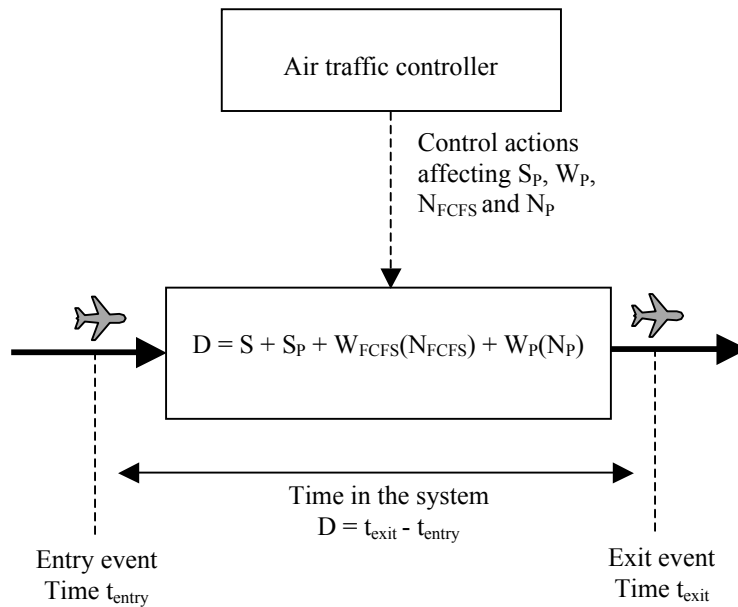 Air traffic controller
Control actions
affecting S_P, W_P,
N_FCFS and N_P
D = S + S_P + W_FCFS(N_FCFS) + W_P(N_P)
Time in the system
D = t_exit - t_entry
Entry event
Time t_entry
Exit event
Time t_exit